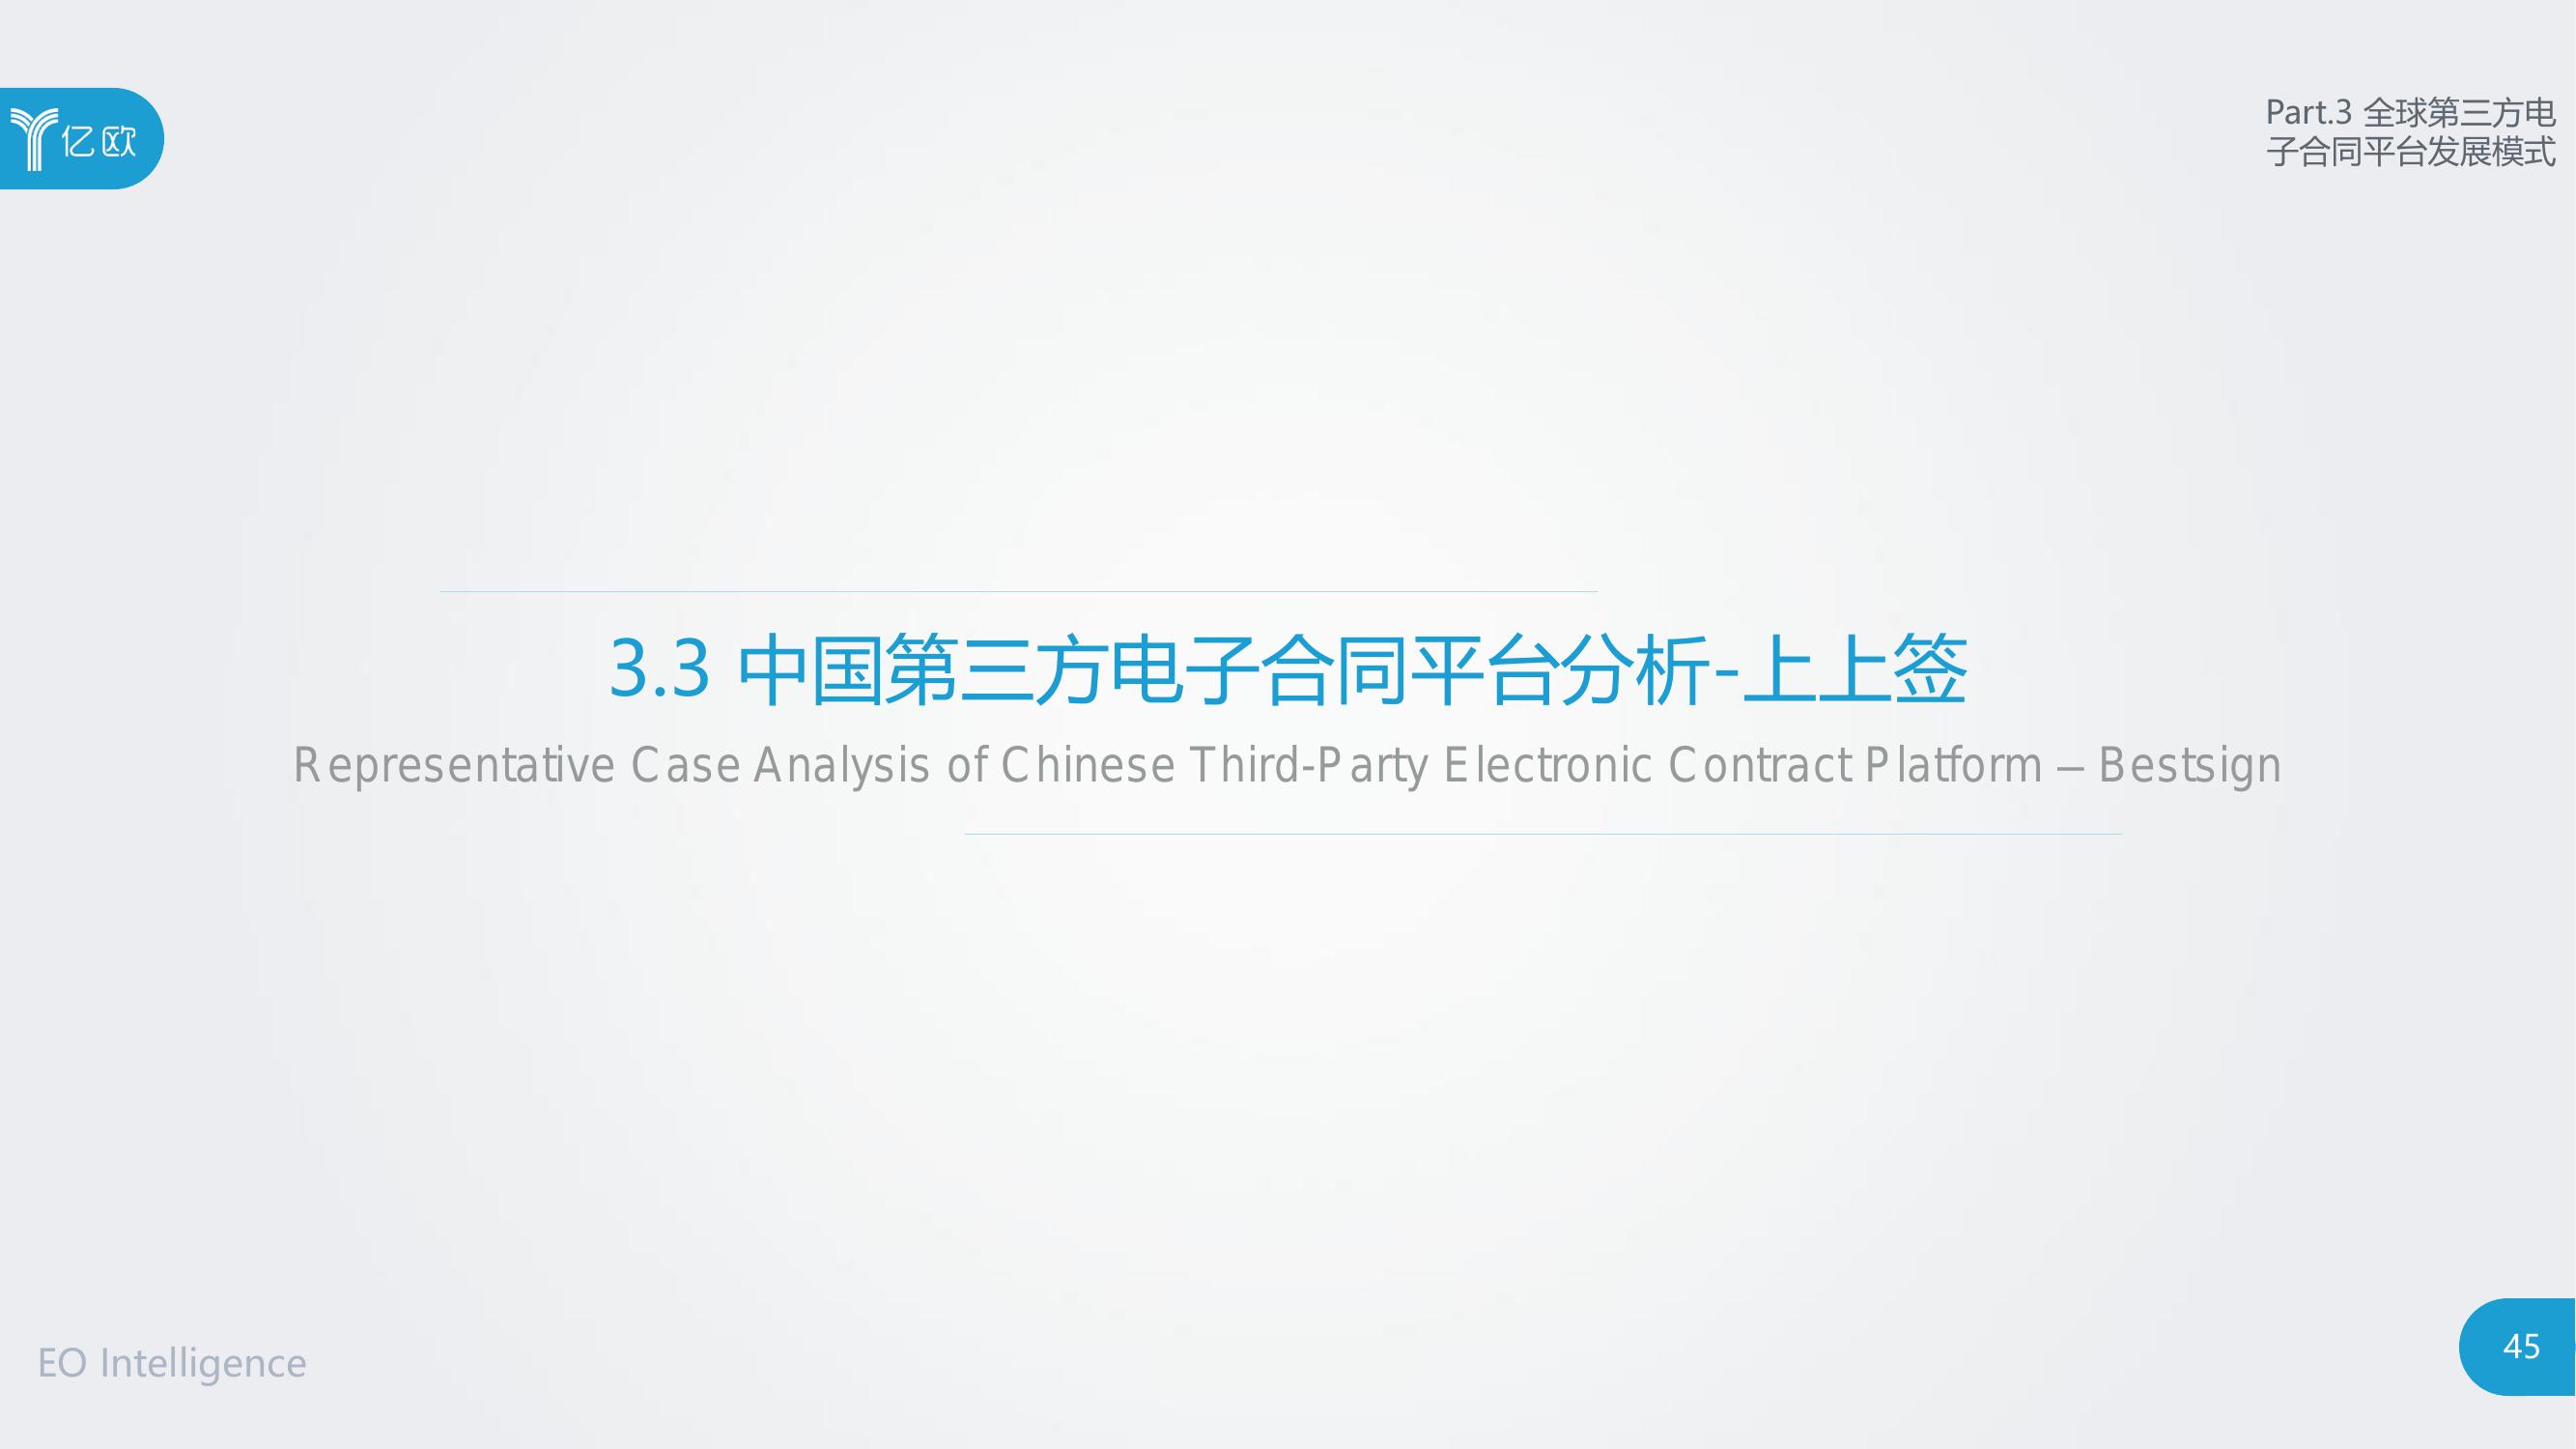 亿欧
Part.3 全球第三方电
子合同平台发展模式
3.3 中国第三方电子合同平台分析-上上签
Representative Case Analysis of Chinese Third-Party Electronic Contract Platform – Bestsign
EO Intelligence
45